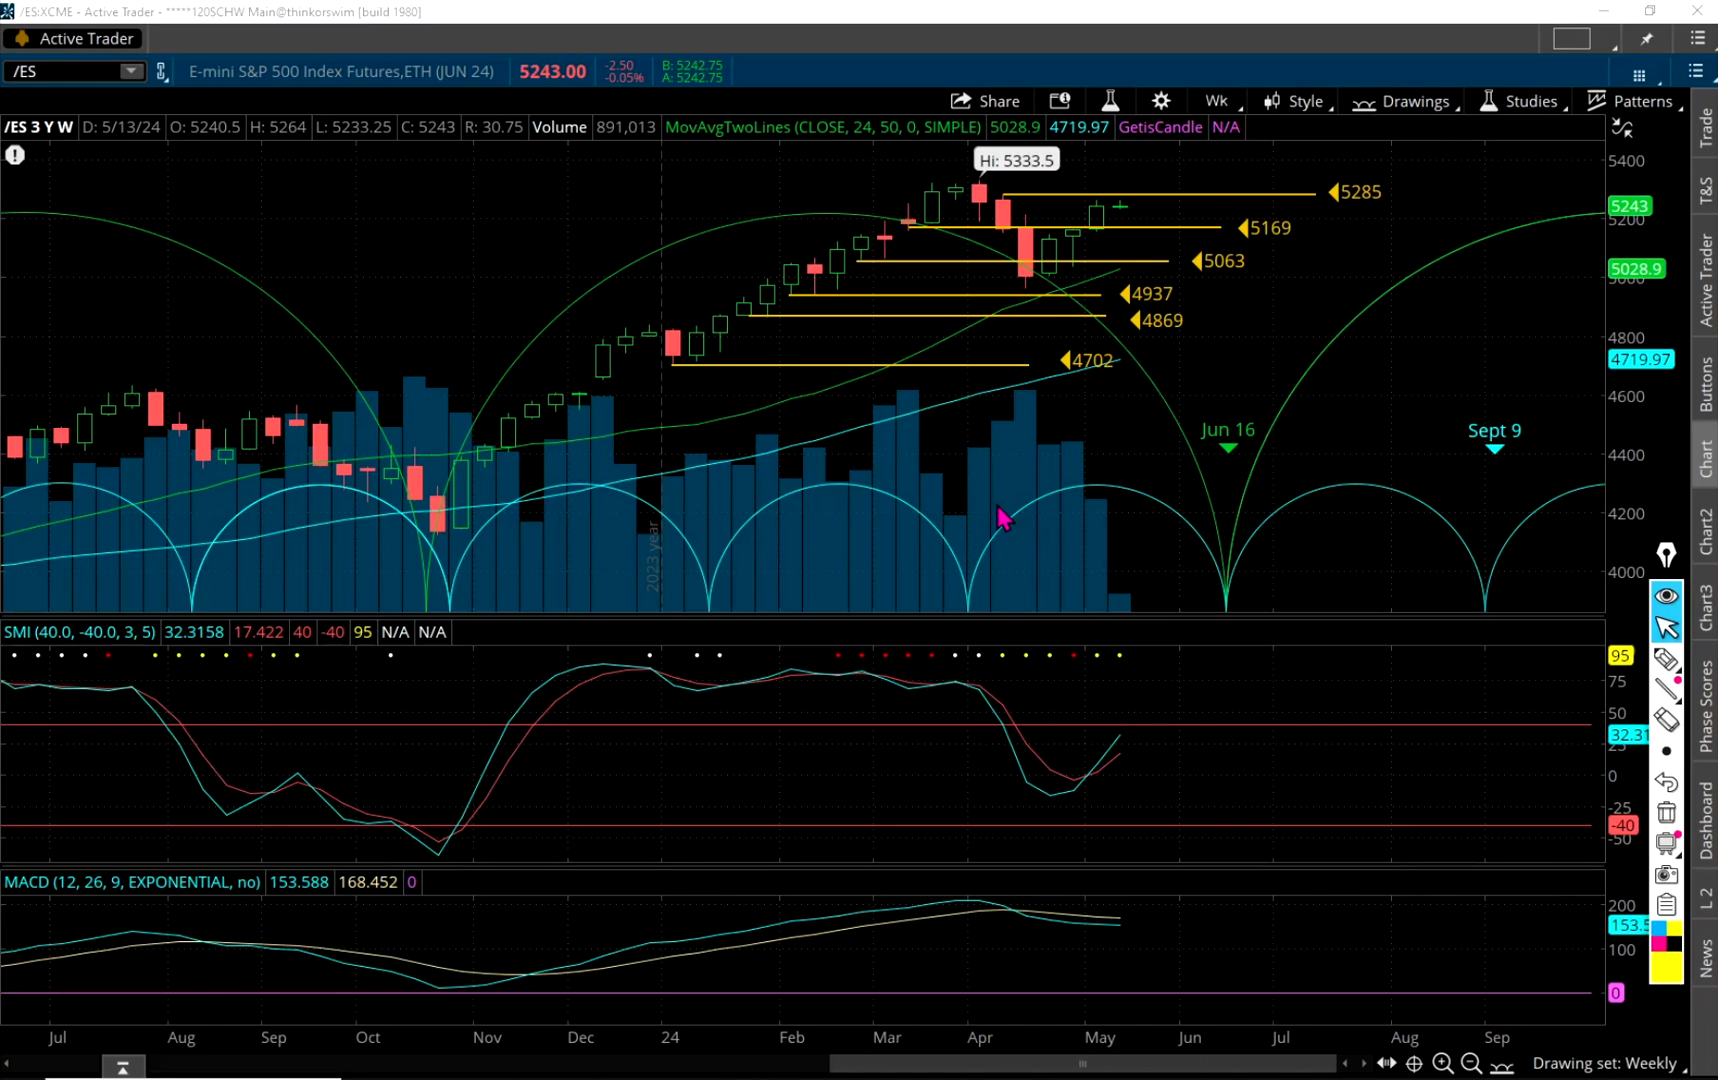 /ES:XCME - Active Trader - *****120SCHW Main@thinkorswim [build 1980]
Active Trader
/ES E-mini S&P 500 Index Futures,ETH (JUN 24) 5243.00 -2.50 -0.05% B: 5242.75 A: 5242.75
Share Wk Style Drawings Studies Patterns
/ES 3 Y W D: 5/13/24 O: 5240.5 H: 5264 L: 5233.25 C: 5243 R: 30.75 Volume 891,013 MovAvgTwoLines (CLOSE, 24, 50, 0, SIMPLE) 5028.9 4719.97 GetisCandle N/A
Hi: 5333.5
5400
5285
5243
5200
5169
5063
5028.9
5000
4937
4869
4800
4702
4719.97
4600
Jun 16
Sept 9
4400
4200
4000
2023 year
SMI (40.0, -40.0, 3, 5) 32.3158 17.422 40 -40 95 N/A N/A
95
75
50
32.31
25
0
-25
-40
-50
MACD (12, 26, 9, EXPONENTIAL, no) 153.588 168.452 0
200
153.5
100
0
Jul Aug Sep Oct Nov Dec 24 Feb Mar Apr May Jun Jul Aug Sep
Drawing set: Weekly
Trade
T&S
Active Trader
Buttons
Chart
Chart2
Chart3
Phase Scores
Dashboard
L 2
News